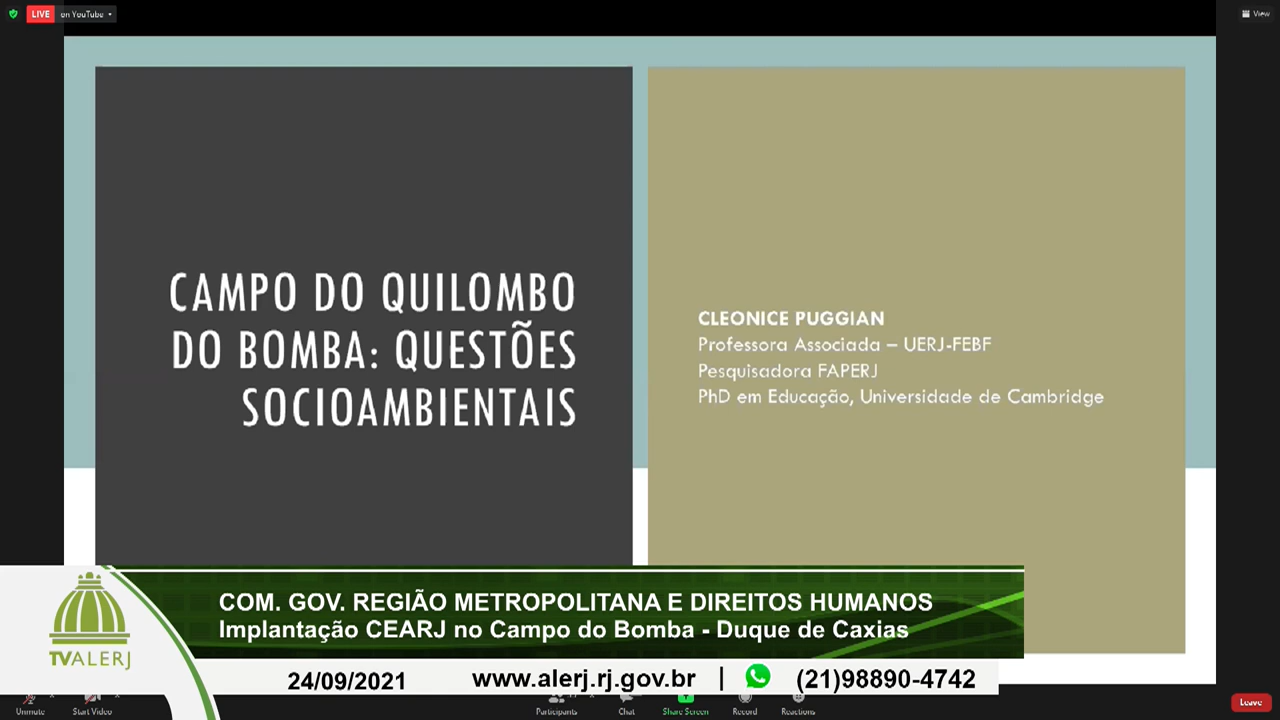 LIVE on YouTube
View
CAMPO DO QUILOMBO
DO BOMBA: QUESTÕES
SOCIOAMBIENTAIS
CLEONICE PUGGIAN
Professora Associada – UERJ-FEBF
Pesquisadora FAPERJ
PhD em Educação, Universidade de Cambridge
COM. GOV. REGIÃO METROPOLITANA E DIREITOS HUMANOS
Implantação CEARJ no Campo do Bomba - Duque de Caxias
TVALERJ
24/09/2021 www.alerj.rj.gov.br | (21)98890-4742
Unmute Start Video Participants Chat Share Screen Record Reactions Leave